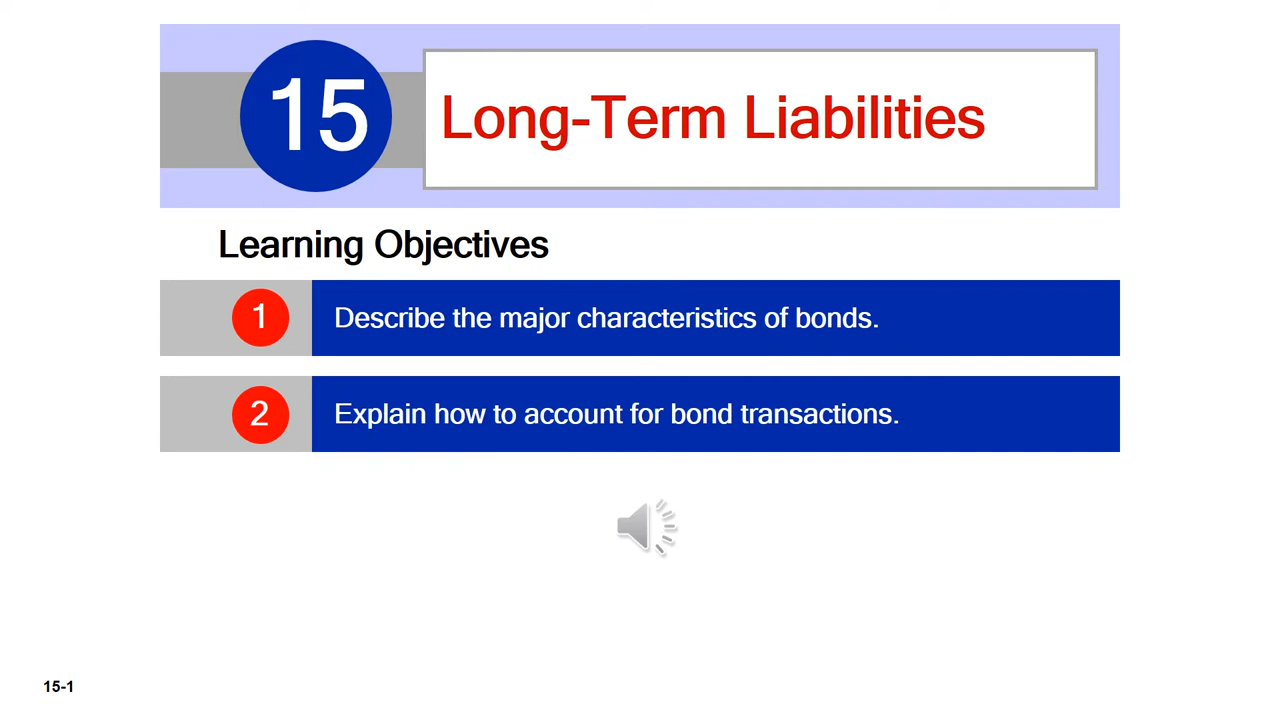 15
Long-Term Liabilities
Learning Objectives
1
Describe the major characteristics of bonds.
2
Explain how to account for bond transactions.
15-1